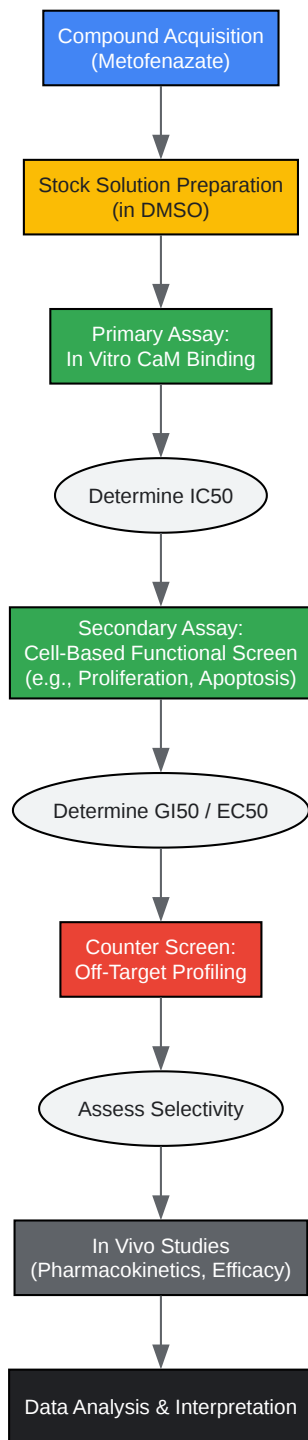 Compound Acquisition
(Metofenazate)
Stock Solution Preparation
(in DMSO)
Primary Assay:
In Vitro CaM Binding
Determine IC50
Secondary Assay:
Cell-Based Functional Screen
(e.g., Proliferation, Apoptosis)
Determine GI50 / EC50
Counter Screen:
Off-Target Profiling
Assess Selectivity
In Vivo Studies
(Pharmacokinetics, Efficacy)
Data Analysis & Interpretation